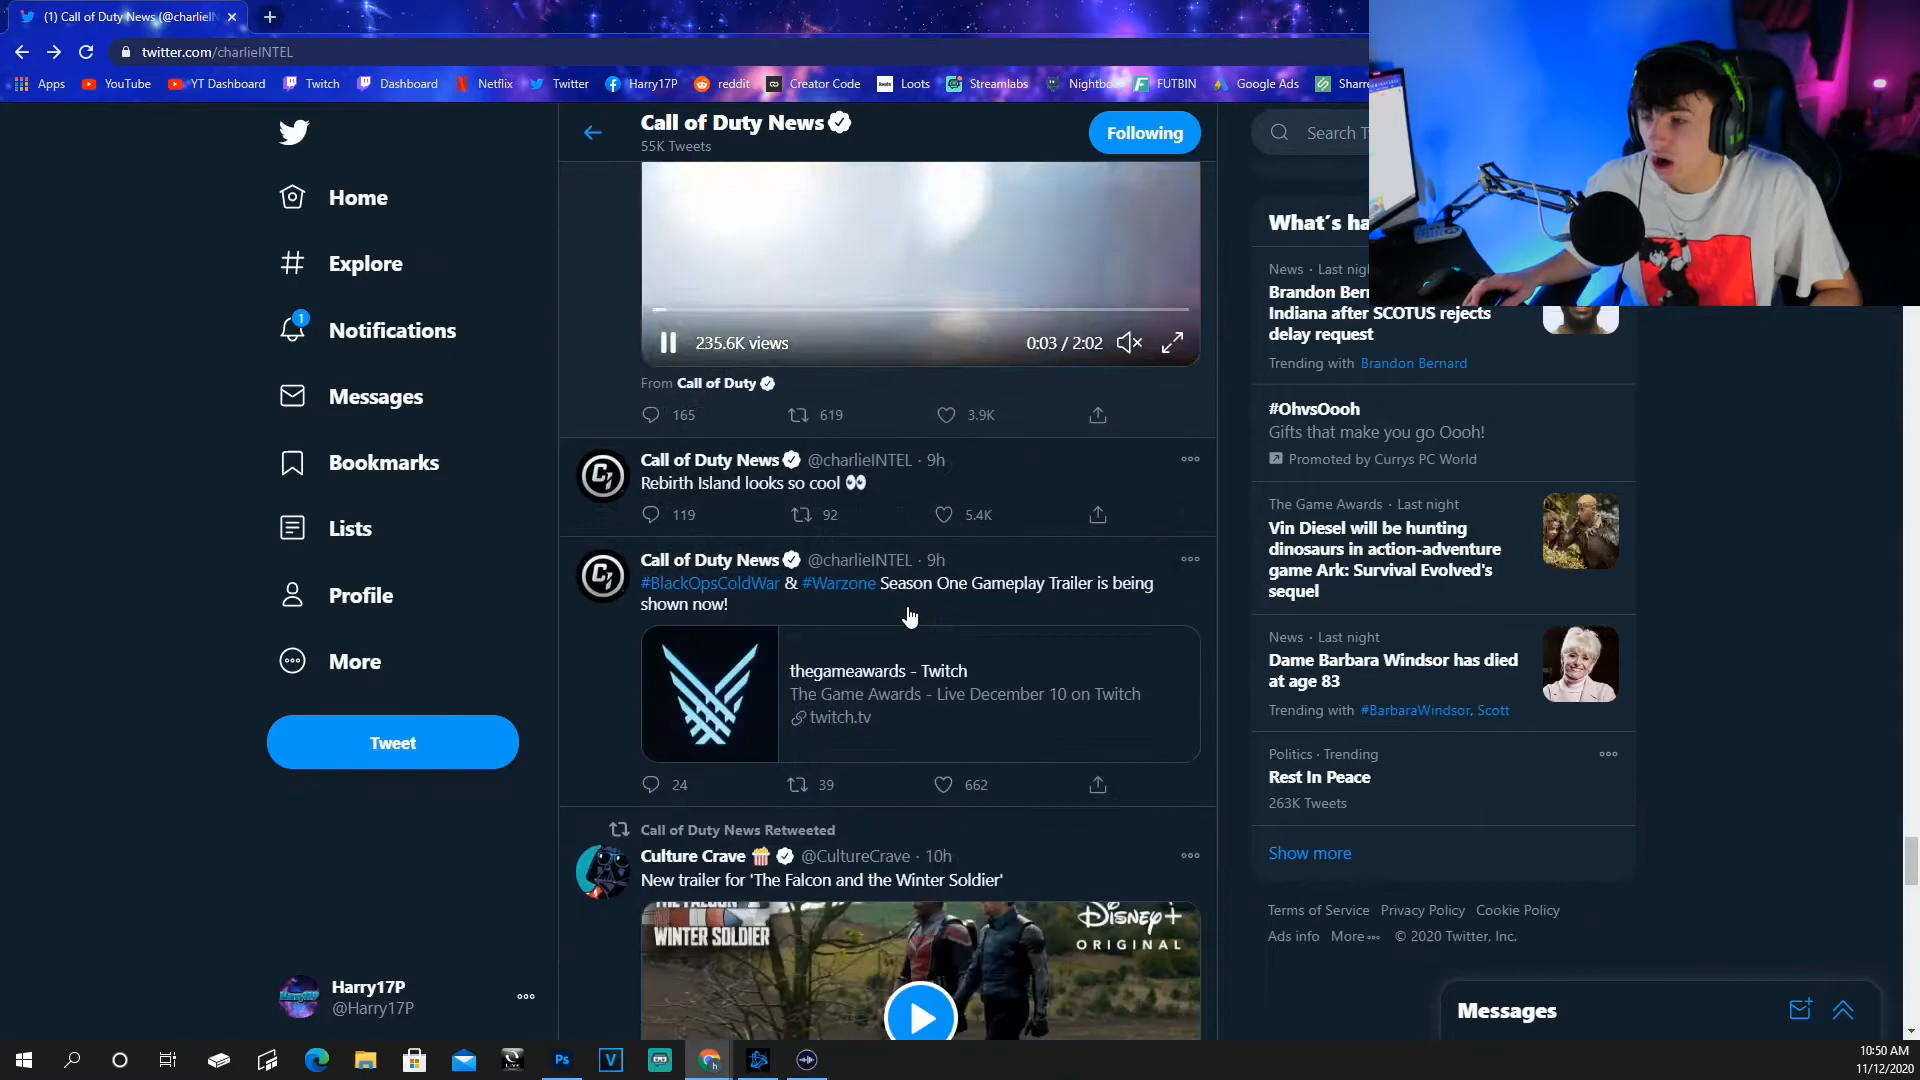 (1) Call of Duty News (@charlieIN
twitter.com/charlieINTEL
Apps YouTube YT Dashboard Twitch Dashboard Netflix Twitter Harry17P reddit Creator Code Loots Streamlabs FUTBIN Google Ads
Home
Explore
1
Notifications
Messages
Bookmarks
Lists
Profile
More
Tweet
Harry17P
@Harry17P
Call of Duty News
55K Tweets
Following
235.6K views
0:03 / 2:02
From Call of Duty
165 619 3.9K
Call of Duty News @charlieINTEL · 9h
Rebirth Island looks so cool 👀
119 92 5.4K
Call of Duty News @charlieINTEL · 9h
#BlackOpsColdWar & #Warzone Season One Gameplay Trailer is being
shown now!
thegameawards - Twitch
The Game Awards - Live December 10 on Twitch
twitch.tv
24 39 662
Call of Duty News Retweeted
Culture Crave 🍿 @CultureCrave · 10h
New trailer for 'The Falcon and the Winter Soldier'
WINTER SOLDIER
Disney+
ORIGINAL
Search T
What's ha
News · Last nig
Brandon Ber
Indiana after SCOTUS rejects
delay request
Trending with Brandon Bernard
#OhvsOooh
Gifts that make you go Oooh!
Promoted by Currys PC World
The Game Awards · Last night
Vin Diesel will be hunting
dinosaurs in action-adventure
game Ark: Survival Evolved's
sequel
News · Last night
Dame Barbara Windsor has died
at age 83
Trending with #BarbaraWindsor, Scott
Politics · Trending
Rest In Peace
263K Tweets
Show more
Terms of Service Privacy Policy Cookie Policy
Ads info More © 2020 Twitter, Inc.
Messages
Ps
V
10:50 AM
11/12/2020